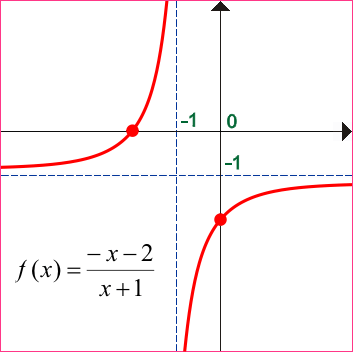 -1 0
-1
f(x) = (-x-2)/(x+1)